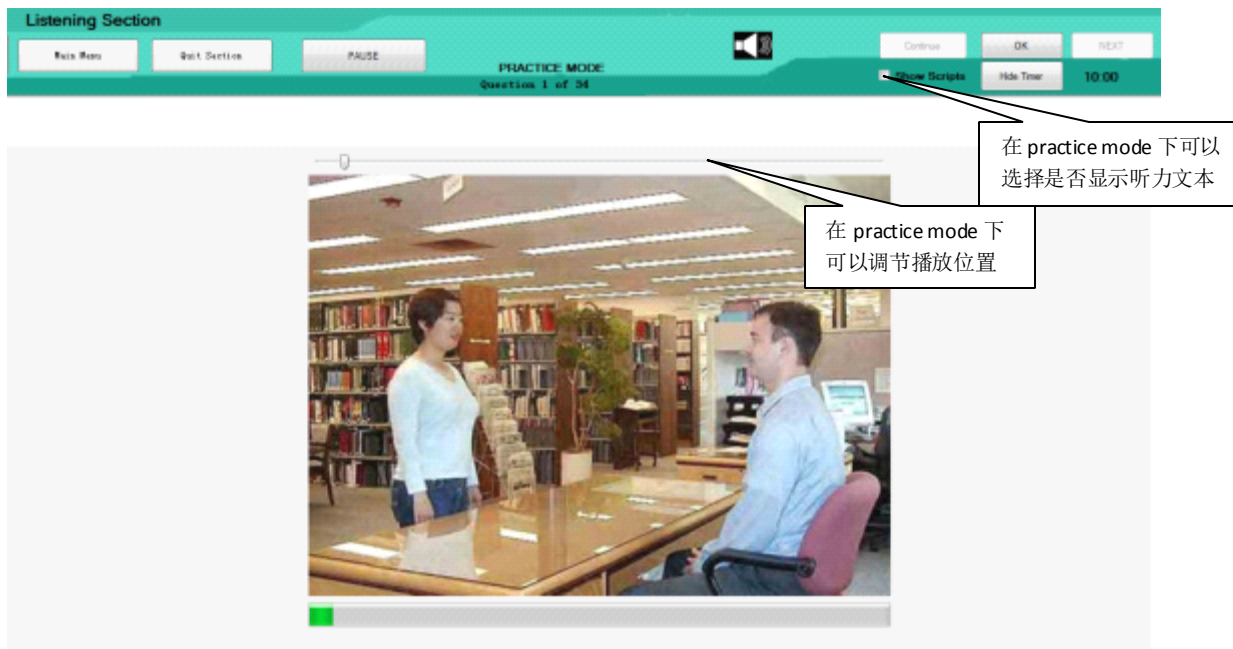 Listening Section
Main Menu
Quit Section
PAUSE
Continue
OK
NEXT
PRACTICE MODE
Question 1 of 34
Show Scripts
Hide Timer
10:00
在 practice mode 下可以
选择是否显示听力文本
在 practice mode 下
可以调节播放位置